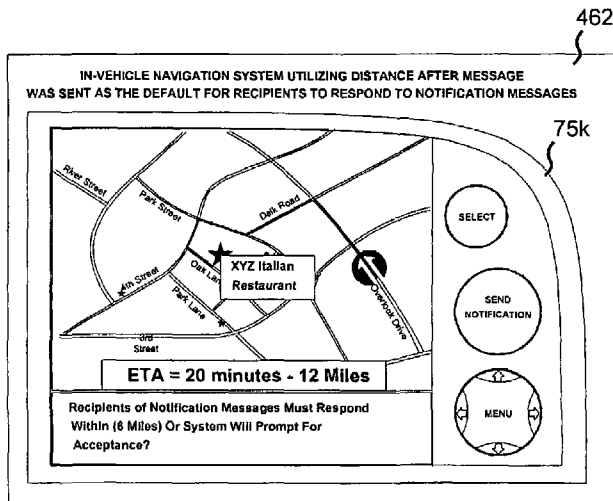 462
IN-VEHICLE NAVIGATION SYSTEM UTILIZING DISTANCE AFTER MESSAGE
WAS SENT AS THE DEFAULT FOR RECIPIENTS TO RESPOND TO NOTIFICATION MESSAGES
75k
River Street
Park Street
Delk Road
SELECT
XYZ Italian
Restaurant
Oak Lane
4th Street
Park Lane
Overlook Drive
3rd
Street
SEND
NOTIFICATION
ETA = 20 minutes - 12 Miles
MENU
Recipients of Notification Messages Must Respond
Within (6 Miles) Or System Will Prompt For
Acceptance?